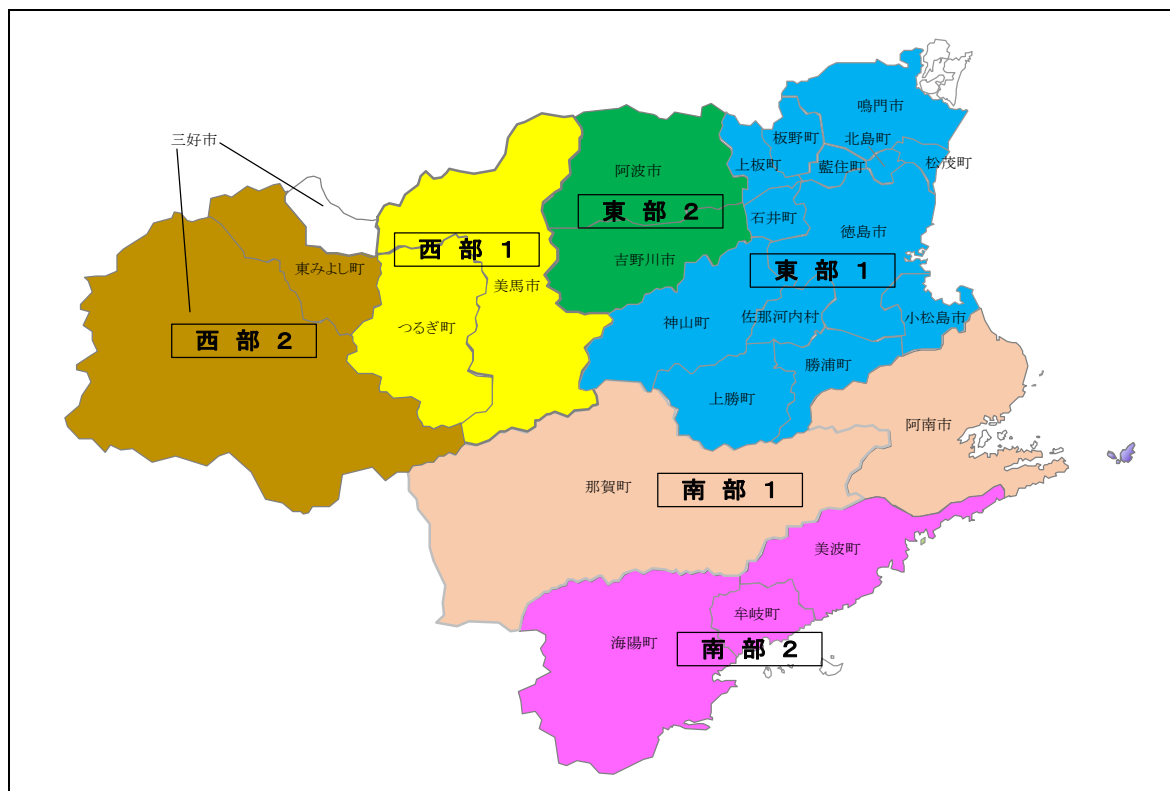 鳴門市
板野町
北島町
三好市
松茂町
上板町
藍住町
阿波市
東部2
石井町
徳島市
西部1
東みよし町
吉野川市
東部1
美馬市
つるぎ町
神山町
佐那河内村
小松島市
西部2
勝浦町
上勝町
阿南市
那賀町
南部1
美波町
牟岐町
海陽町
南部2